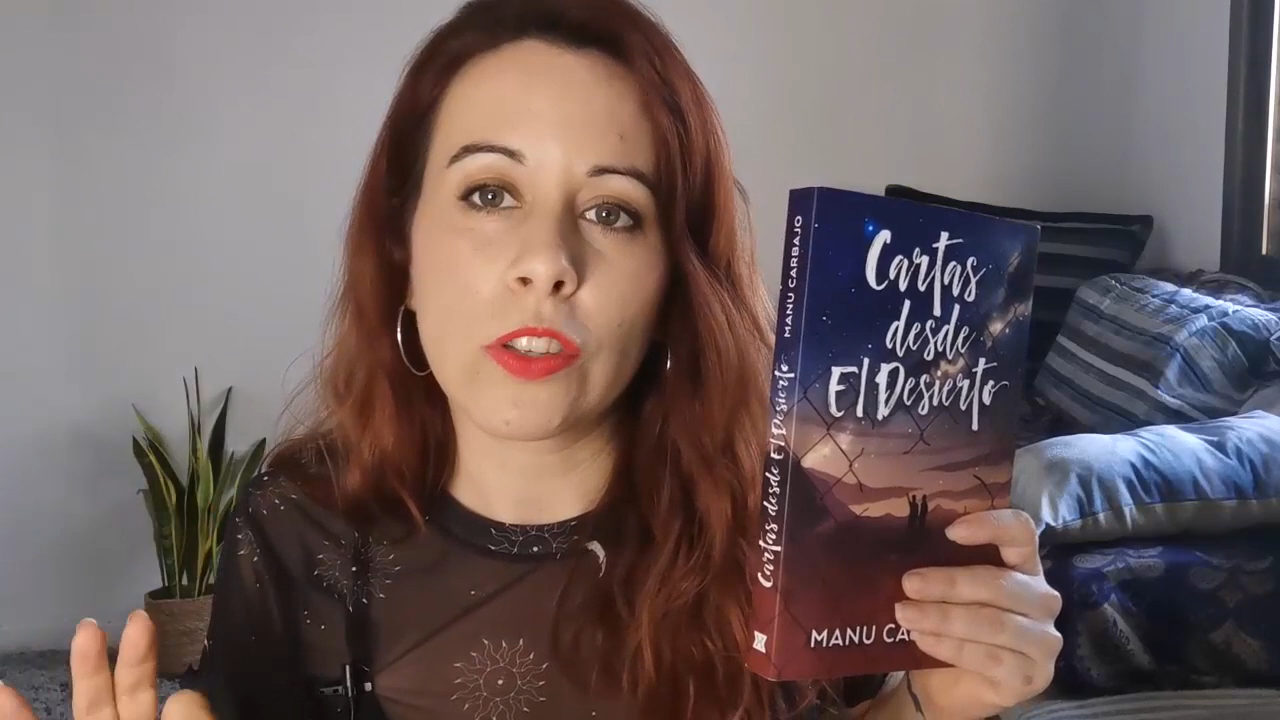 Cartas
desde
El Desierto
MANU CA
Cartas desde El Desierto
MANU CARBAJO